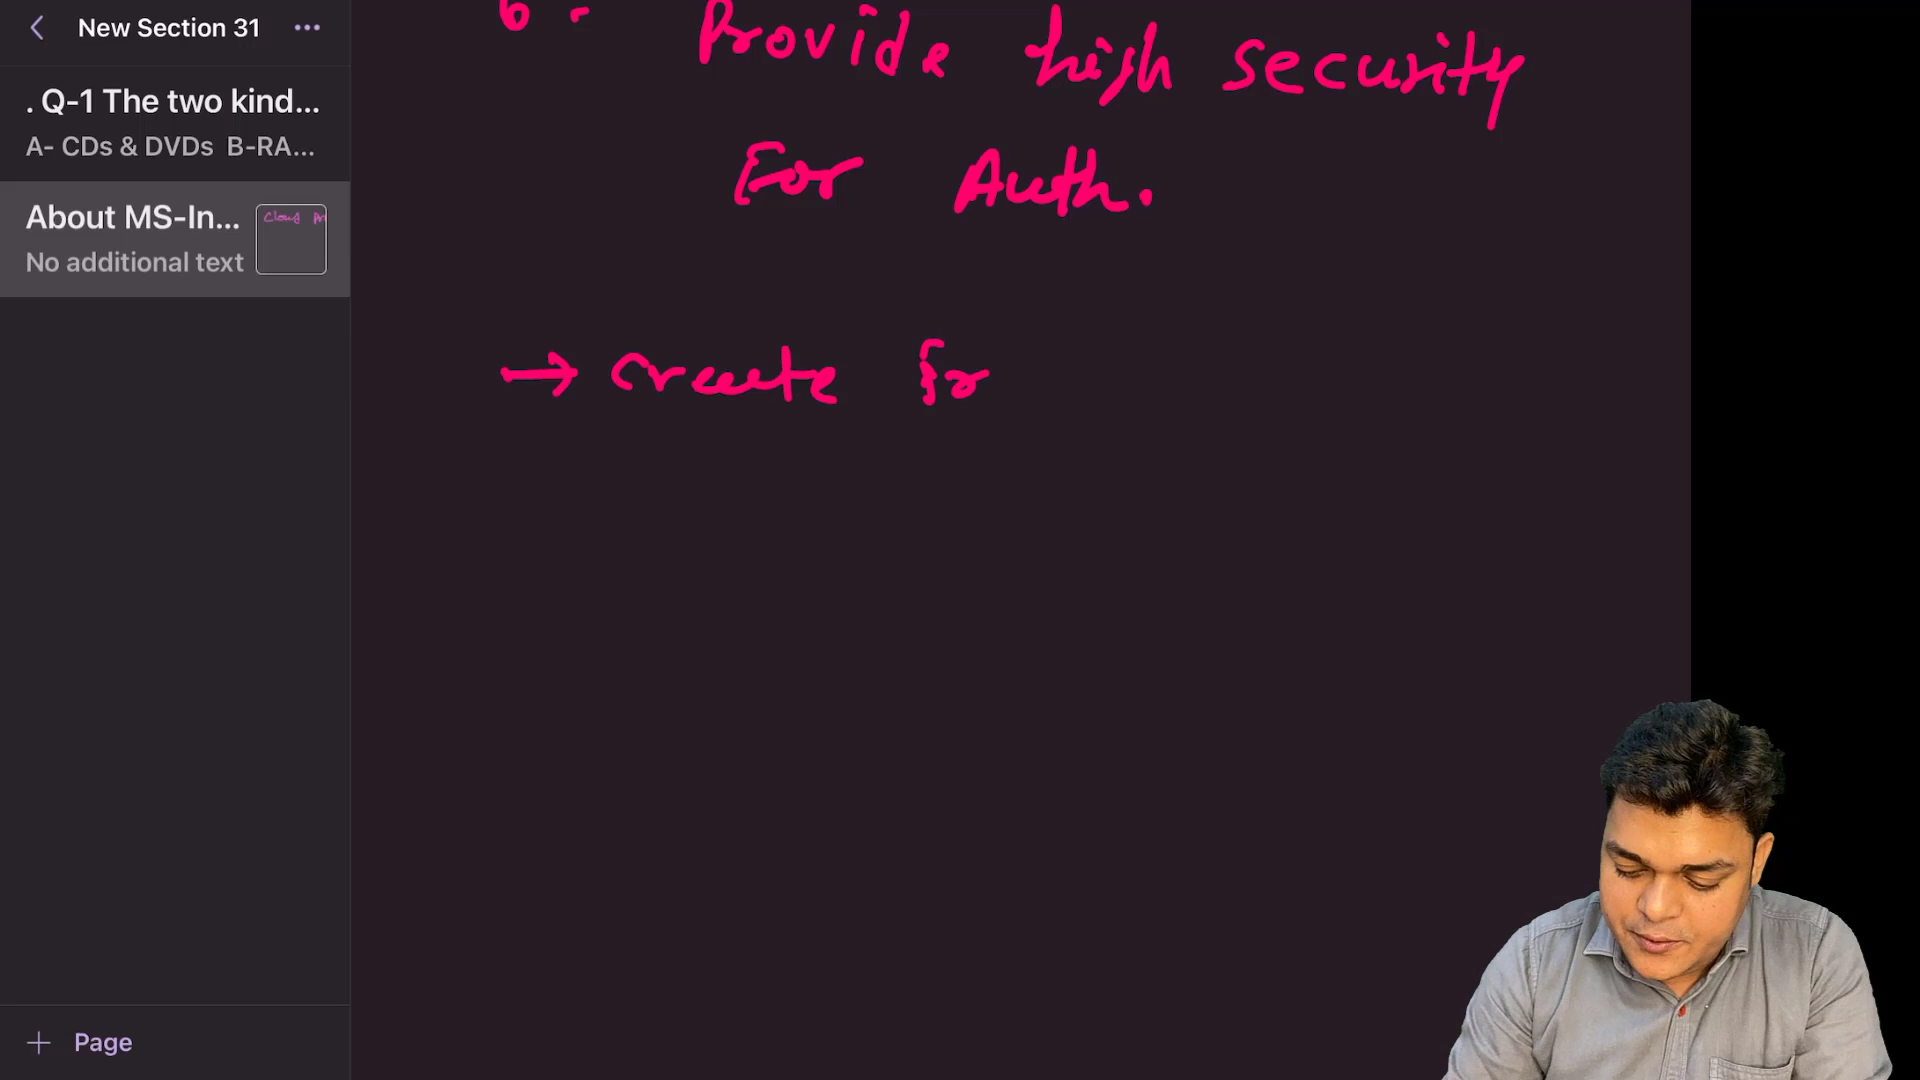 New Section 31 ...
. Q-1 The two kind...
A- CDs & DVDs B-RA...
About MS-In...
No additional text
+ Page
6. Provide high security
For Auth.
→ Create